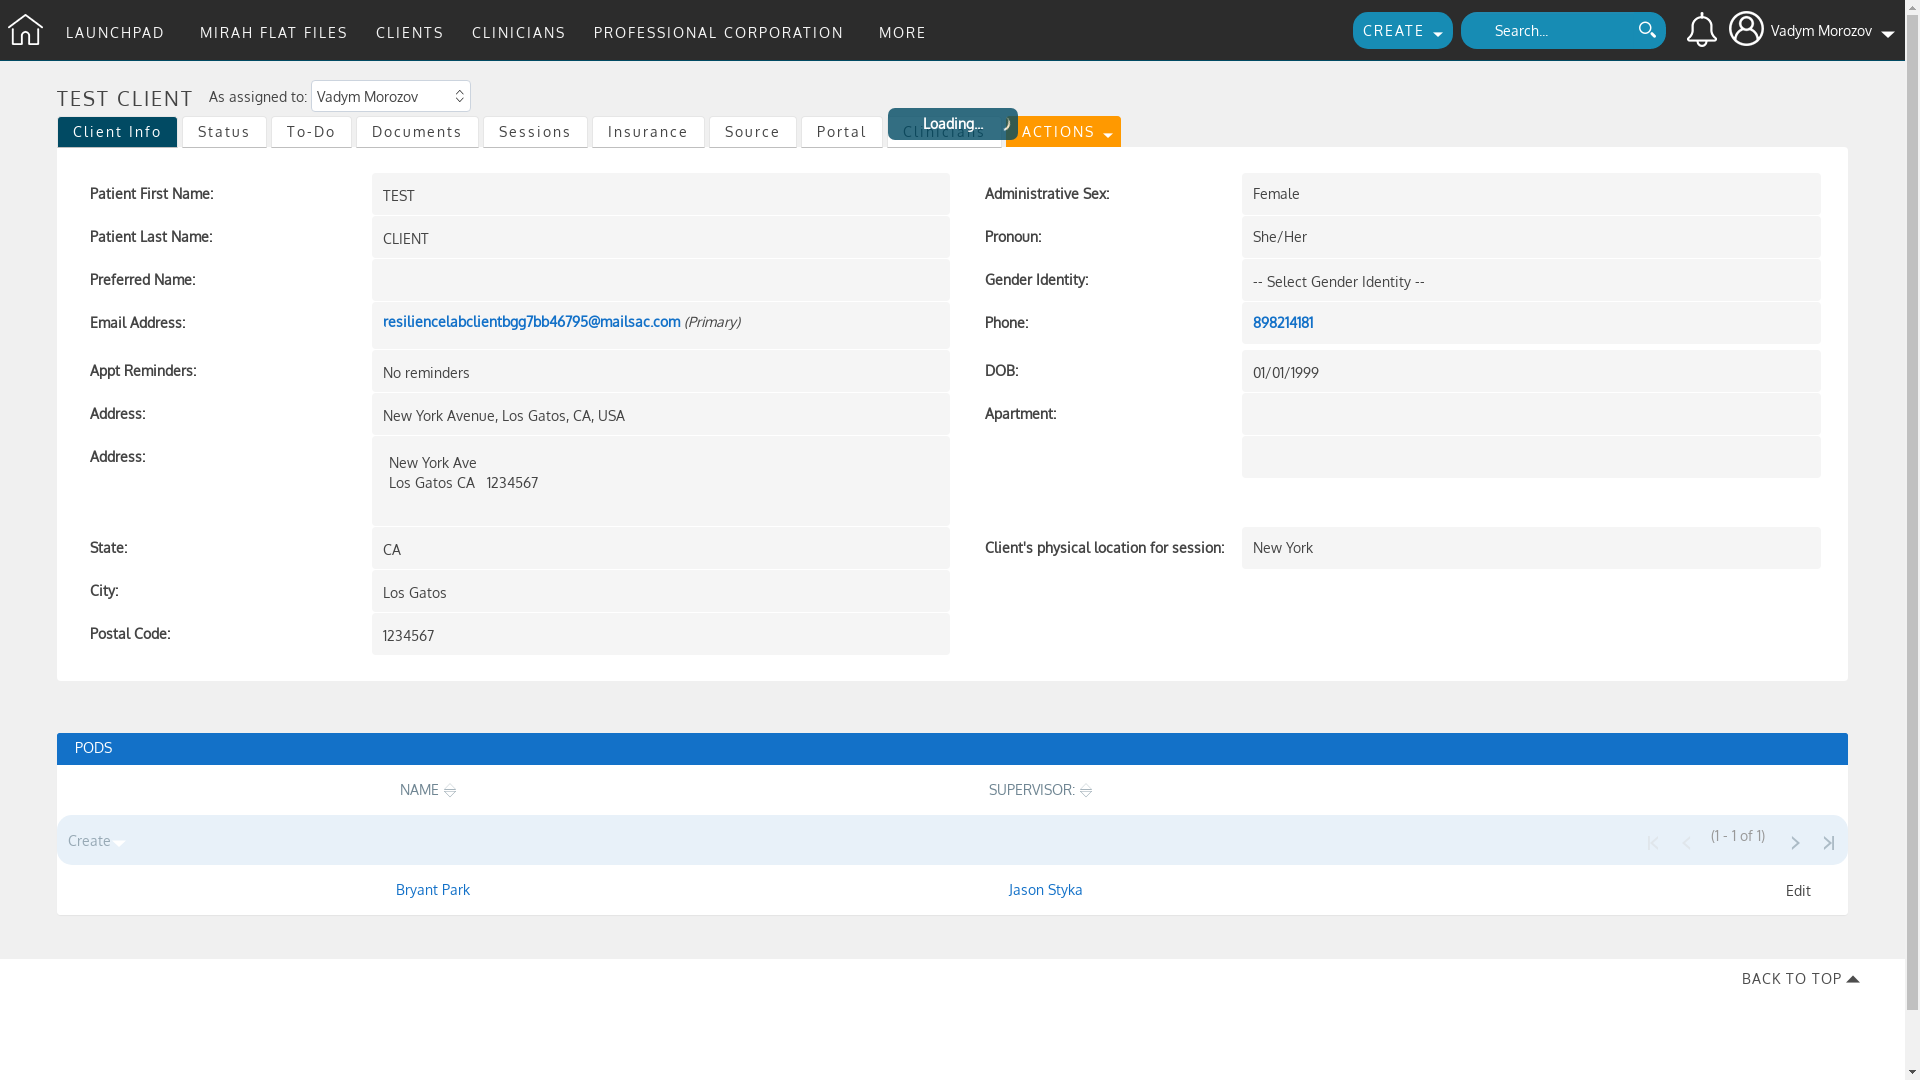 LAUNCHPAD MIRAH FLAT FILES CLIENTS CLINICIANS PROFESSIONAL CORPORATION MORE CREATE Search... Vadym Morozov
TEST CLIENT As assigned to: Vadym Morozov
Loading...
Client Info Status To-Do Documents Sessions Insurance Source Portal Clinicians ACTIONS
Patient First Name: TEST Administrative Sex: Female
Patient Last Name: CLIENT Pronoun: She/Her
Preferred Name: Gender Identity: -- Select Gender Identity --
Email Address: resiliencelabclientbgg7bb46795@mailsac.com (Primary) Phone: 898214181
Appt Reminders: No reminders DOB: 01/01/1999
Address: New York Avenue, Los Gatos, CA, USA Apartment:
Address: New York Ave
Los Gatos CA 1234567
State: CA Client's physical location for session: New York
City: Los Gatos
Postal Code: 1234567
PODS
NAME SUPERVISOR:
Create (1 - 1 of 1)
Bryant Park Jason Styka Edit
BACK TO TOP